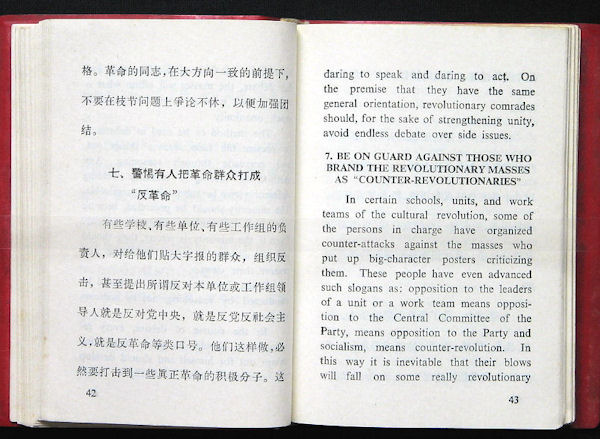 格。革命的同志,在大方向一致的前提下,
不要在枝节问题上爭论不休,以便加强团
结。
七、警惕有人把革命群众打成
“反革命”
有些学校、有些单位、有些工作组的负
责人,对给他们贴大字报的群众,组织反
击,甚至提出所谓反对本单位或工作组领
导人就是反对党中央,就是反党反社会主
义,就是反革命等类口号。他们这样做,必
然要打击到一些眞正革命的积极分子。这
42
daring to speak and daring to act. On
the premise that they have the same
general orientation, revolutionary comrades
should, for the sake of strengthening unity,
avoid endless debate over side issues.
7. BE ON GUARD AGAINST THOSE WHO
BRAND THE REVOLUTIONARY MASSES
AS “COUNTER-REVOLUTIONARIES”
In certain schools, units, and work
teams of the cultural revolution, some of
the persons in charge have organized
counter-attacks against the masses who
put up big-character posters criticizing
them. These people have even advanced
such slogans as: opposition to the leaders
of a unit or a work team means opposi-
tion to the Central Committee of the
Party, means opposition to the Party and
socialism, means counter-revolution. In
this way it is inevitable that their blows
will fall on some really revolutionary
43